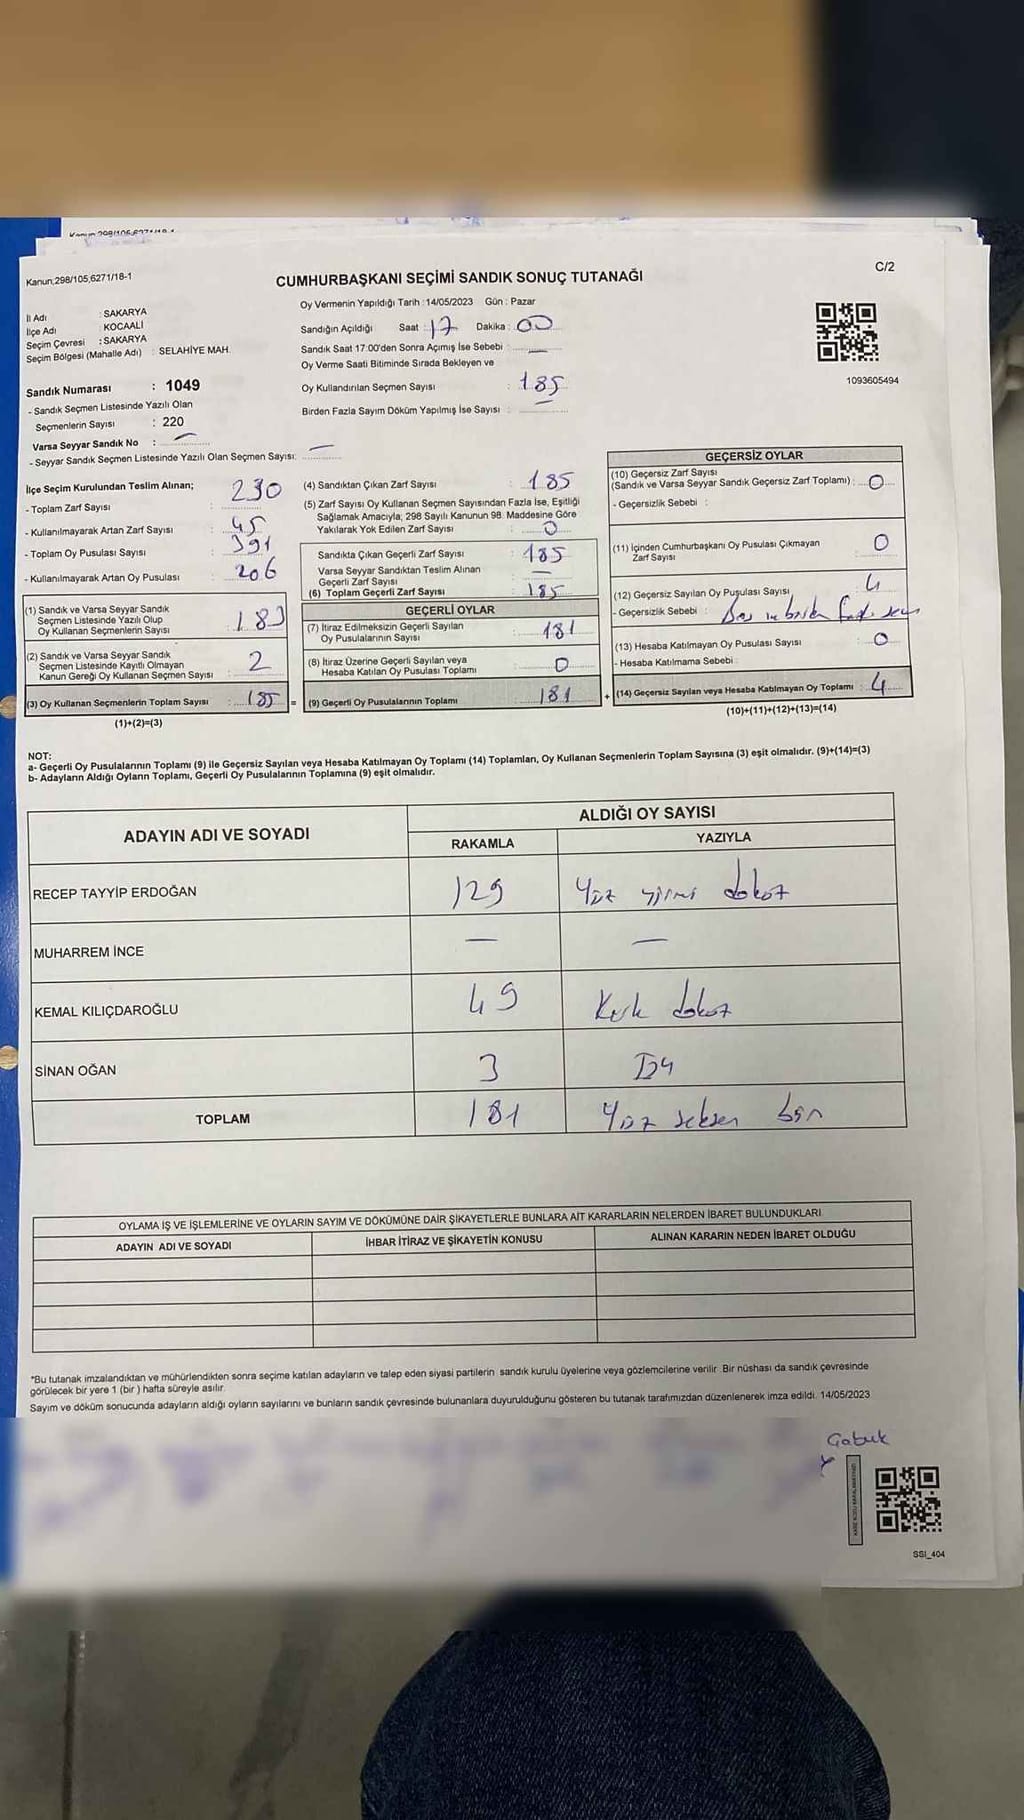 Kanun;298/105,6271/18-1
C/2
CUMHURBAŞKANI SEÇİMİ SANDIK SONUÇ TUTANAĞI
İl Adı : SAKARYA
İlçe Adı : KOCAALİ
Seçim Çevresi : SAKARYA
Seçim Bölgesi (Mahalle Adı) : SELAHİYE MAH.
Sandık Numarası : 1049
- Sandık Seçmen Listesinde Yazılı Olan
Seçmenlerin Sayısı : 220
Varsa Seyyar Sandık No : —
- Seyyar Sandık Seçmen Listesinde Yazılı Olan Seçmen Sayısı: —
Oy Vermenin Yapıldığı Tarih : 14/05/2023 Gün : Pazar
Sandığın Açıldığı Saat : 17 Dakika : 00
Sandık Saat 17:00'den Sonra Açımış İse Sebebi : —
Oy Verme Saati Bitiminde Sırada Bekleyen ve
Oy Kullandırılan Seçmen Sayısı : 185
Birden Fazla Sayım Döküm Yapılmış İse Sayısı : —
1093605494
İlçe Seçim Kurulundan Teslim Alınan;
- Toplam Zarf Sayısı : 230
- Kullanılmayarak Artan Zarf Sayısı : 45
- Toplam Oy Pusulası Sayısı : 391
- Kullanılmayarak Artan Oy Pusulası : 206
(1) Sandık ve Varsa Seyyar Sandık
Seçmen Listesinde Yazılı Olup
Oy Kullanan Seçmenlerin Sayısı : 183
(2) Sandık ve Varsa Seyyar Sandık
Seçmen Listesinde Kayıtlı Olmayan
Kanun Gereği Oy Kullanan Seçmen Sayısı : 2
(3) Oy Kullanan Seçmenlerin Toplam Sayısı : 185
(1)+(2)=(3)
(4) Sandıktan Çıkan Zarf Sayısı : 185
(5) Zarf Sayısı Oy Kullanan Seçmen Sayısından Fazla İse, Eşitliği
Sağlamak Amacıyla; 298 Sayılı Kanunun 98. Maddesine Göre
Yakılarak Yok Edilen Zarf Sayısı : 0
Sandıkta Çıkan Geçerli Zarf Sayısı : 185
Varsa Seyyar Sandıktan Teslim Alınan
Geçerli Zarf Sayısı : —
(6) Toplam Geçerli Zarf Sayısı : 185
GEÇERLİ OYLAR
(7) İtiraz Edilmeksizin Geçerli Sayılan
Oy Pusulalarının Sayısı : 181
(8) İtiraz Üzerine Geçerli Sayılan veya
Hesaba Katılan Oy Pusulası Toplamı : 0
= (9) Geçerli Oy Pusulalarının Toplamı : 181
GEÇERSİZ OYLAR
(10) Geçersiz Zarf Sayısı
(Sandık ve Varsa Seyyar Sandık Geçersiz Zarf Toplamı) : 0
- Geçersizlik Sebebi :
(11) İçinden Cumhurbaşkanı Oy Pusulası Çıkmayan
Zarf Sayısı : 0
(12) Geçersiz Sayılan Oy Pusulası Sayısı : 4
- Geçersizlik Sebebi :
(13) Hesaba Katılmayan Oy Pusulası Sayısı : 0
- Hesaba Katılmama Sebebi :
+ (14) Geçersiz Sayılan veya Hesaba Katılmayan Oy Toplamı : 4
(10)+(11)+(12)+(13)=(14)
NOT:
a- Geçerli Oy Pusulalarının Toplamı (9) ile Geçersiz Sayılan veya Hesaba Katılmayan Oy Toplamı (14) Toplamları, Oy Kullanan Seçmenlerin Toplam Sayısına (3) eşit olmalıdır. (9)+(14)=(3)
b- Adayların Aldığı Oyların Toplamı, Geçerli Oy Pusulalarının Toplamına (9) eşit olmalıdır.
ADAYIN ADI VE SOYADI
ALDIĞI OY SAYISI
RAKAMLA YAZIYLA
RECEP TAYYİP ERDOĞAN 129 Yüz yirmi dokuz
MUHARREM İNCE — —
KEMAL KILIÇDAROĞLU 49 Kırk dokuz
SİNAN OĞAN 3 Üç
TOPLAM 181 Yüz seksen bir
OYLAMA İŞ VE İŞLEMLERİNE VE OYLARIN SAYIM VE DÖKÜMÜNE DAİR ŞİKAYETLERLE BUNLARA AİT KARARLARIN NELERDEN İBARET BULUNDUKLARI
ADAYIN ADI VE SOYADI İHBAR İTİRAZ VE ŞİKAYETİN KONUSU ALINAN KARARIN NEDEN İBARET OLDUĞU
*Bu tutanak imzalandıktan ve mühürlendikten sonra seçime katılan adayların ve talep eden siyasi partilerin sandık kurulu üyelerine veya gözlemcilerine verilir. Bir nüshası da sandık çevresinde
görülecek bir yere 1 (bir) hafta süreyle asılır.
Sayım ve döküm sonucunda adayların aldığı oyların sayılarını ve bunların sandık çevresinde bulunanlara duyurulduğunu gösteren bu tutanak tarafımızdan düzenlenerek imza edildi. 14/05/2023
SSI_404